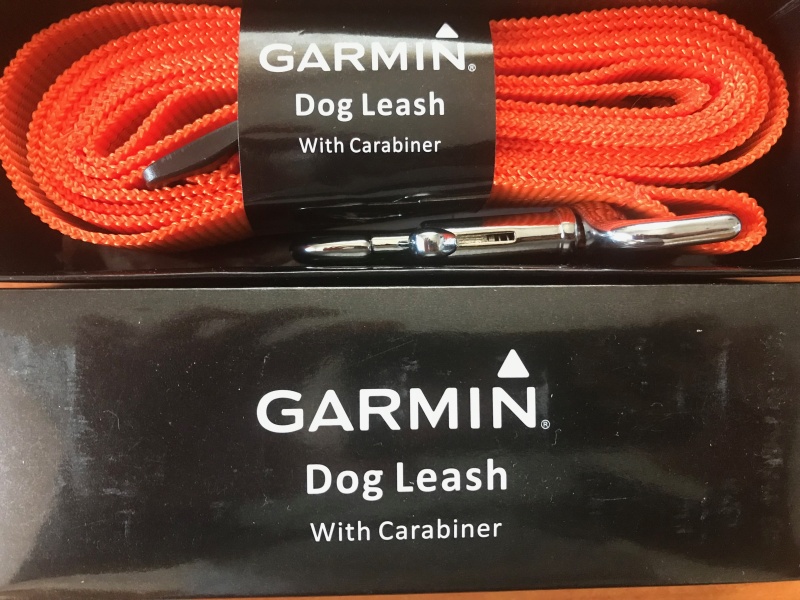 GARMIN®
Dog Leash
With Carabiner
GARMIN®
Dog Leash
With Carabiner